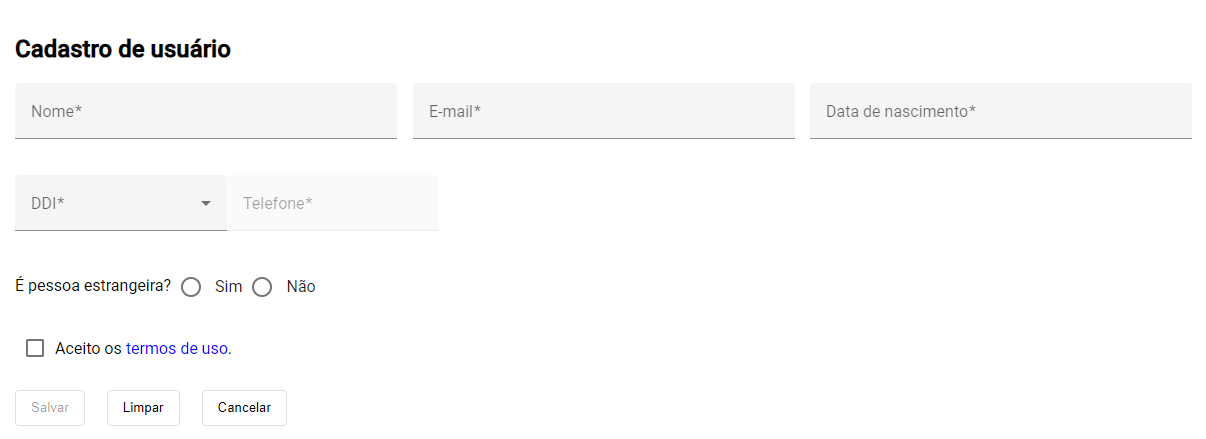 Cadastro de usuário
Nome* E-mail* Data de nascimento*
DDI* Telefone*
É pessoa estrangeira? Sim Não
Aceito os termos de uso.
Salvar Limpar Cancelar